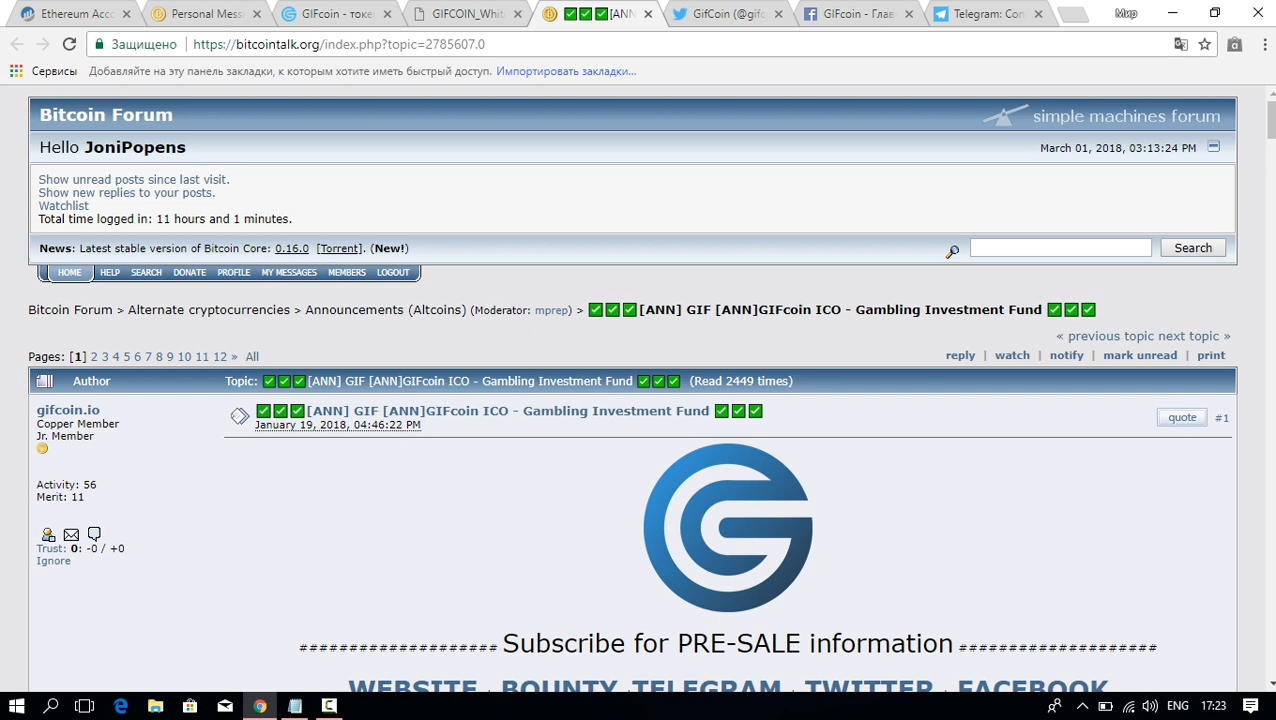 Ethereum Acco
Personal Mess
GIFcoin - токе
GIFCOIN_Whit
[ANN
GifCoin (@gifc
GIFcoin - Глав
Telegram: Con
Мир
Защищено
https://bitcointalk.org/index.php?topic=2785607.0
Сервисы
Добавляйте на эту панель закладки, к которым хотите иметь быстрый доступ.
Импортировать закладки...
Bitcoin Forum
simple machines forum
Hello JoniPopens
March 01, 2018, 03:13:24 PM
Show unread posts since last visit.
Show new replies to your posts.
Watchlist
Total time logged in: 11 hours and 1 minutes.
News: Latest stable version of Bitcoin Core: 0.16.0 [Torrent]. (New!)
Search
HOME HELP SEARCH DONATE PROFILE MY MESSAGES MEMBERS LOGOUT
Bitcoin Forum > Alternate cryptocurrencies > Announcements (Altcoins) (Moderator: mprep) > ✅✅✅[ANN] GIF [ANN]GIFcoin ICO - Gambling Investment Fund ✅✅✅
« previous topic next topic »
Pages: [1] 2 3 4 5 6 7 8 9 10 11 12 » All
reply | watch | notify | mark unread | print
Author
Topic: ✅✅✅[ANN] GIF [ANN]GIFcoin ICO - Gambling Investment Fund ✅✅✅ (Read 2449 times)
gifcoin.io
Copper Member
Jr. Member
Activity: 56
Merit: 11
Trust: 0: -0 / +0
Ignore
✅✅✅[ANN] GIF [ANN]GIFcoin ICO - Gambling Investment Fund ✅✅✅
January 19, 2018, 04:46:22 PM
quote
#1
################### Subscribe for PRE-SALE information ###################
WEBSITE . BOUNTY .TELEGRAM . TWITTER . FACEBOOK
ENG
17:23